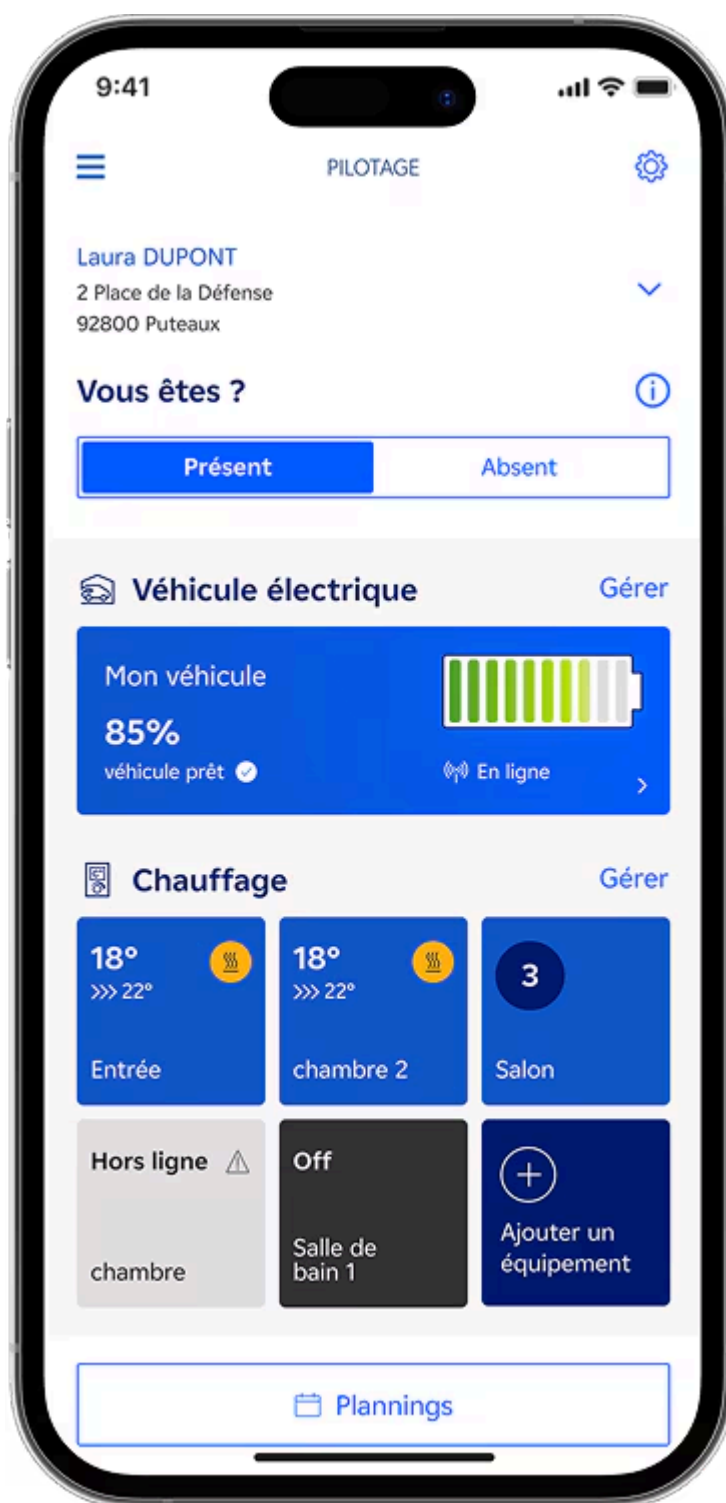 9:41
PILOTAGE
Laura DUPONT
2 Place de la Défense
92800 Puteaux
Vous êtes ?
Présent
Absent
Véhicule électrique
Gérer
Mon véhicule
85%
véhicule prêt
En ligne
Chauffage
Gérer
18°
>>> 22°
Entrée
18°
>>> 22°
chambre 2
3
Salon
Hors ligne
chambre
Off
Salle de
bain 1
Ajouter un
équipement
Plannings